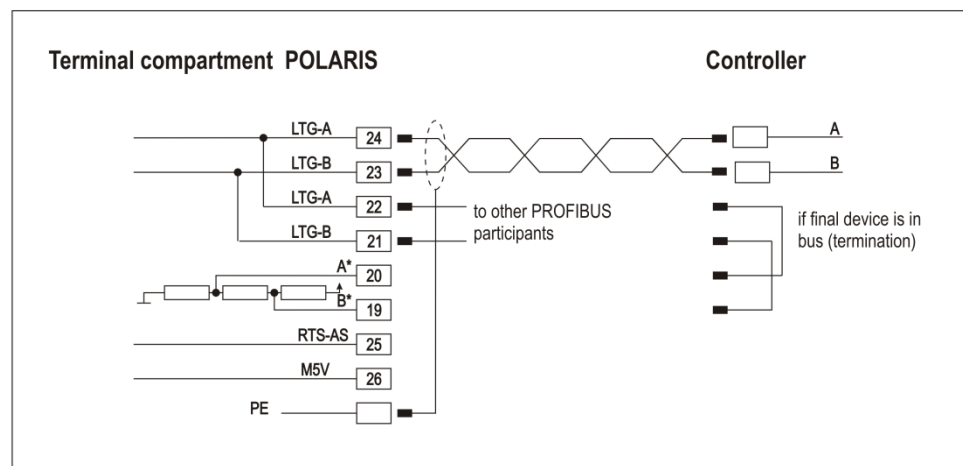 Terminal compartment POLARIS
Controller
LTG-A 24
A
LTG-B 23
B
LTG-A 22
to other PROFIBUS
participants
if final device is in
bus (termination)
LTG-B 21
A* 20
B* 19
RTS-AS 25
M5V 26
PE